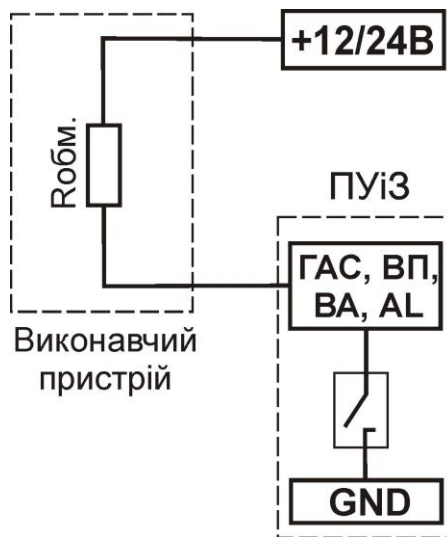 +12/24В
Rобм.
ПУіЗ
ГАС, ВП,
ВА, AL
Виконавчий
пристрій
GND